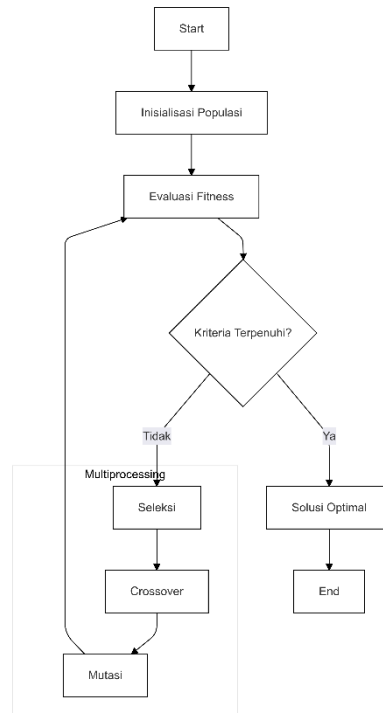 Start
Inisialisasi Populasi
Evaluasi Fitness
Kriteria Terpenuhi?
Tidak
Ya
Multiprocessing
Seleksi
Solusi Optimal
Crossover
End
Mutasi